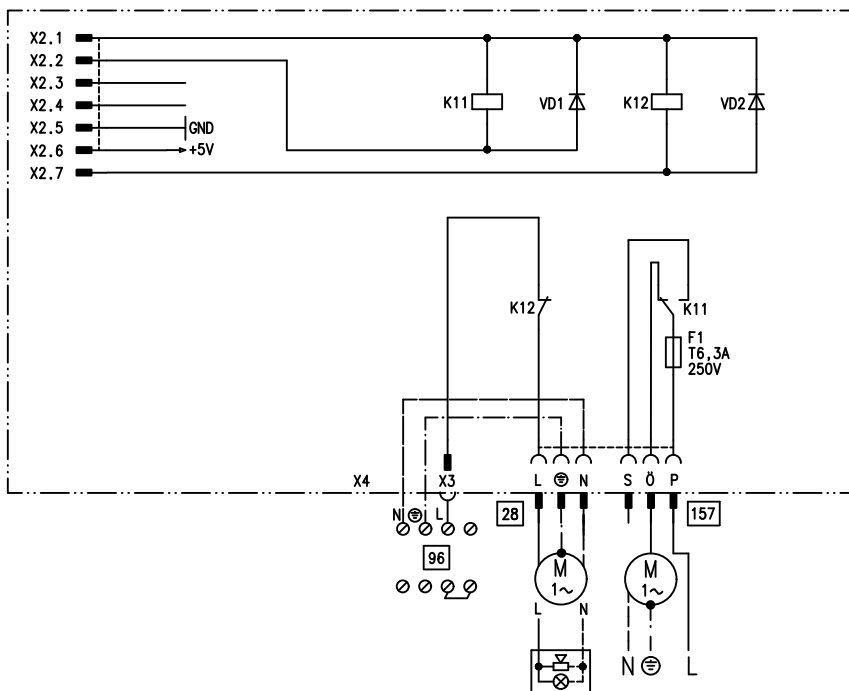 X2.1
X2.2
X2.3
X2.4
X2.5 GND
X2.6 +5V
X2.7
K11 VD1 K12 VD2
K12 K11
F1
T6,3A
250V
X4 X3 L N S Ö P
N L 28 157
96
M M
1~ 1~
L N
N L